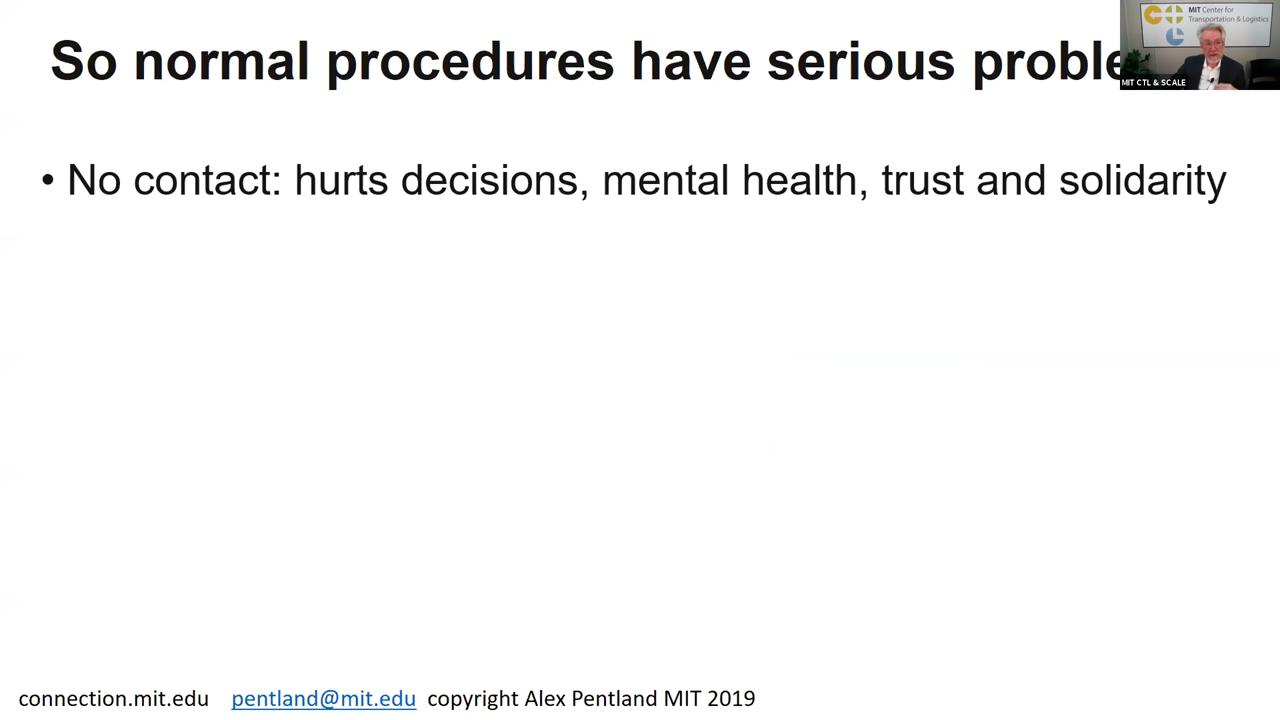 So normal procedures have serious proble
MIT Center for
Transportation & Logistics
MIT CTL & SCALE
• No contact: hurts decisions, mental health, trust and solidarity
connection.mit.edu pentland@mit.edu copyright Alex Pentland MIT 2019